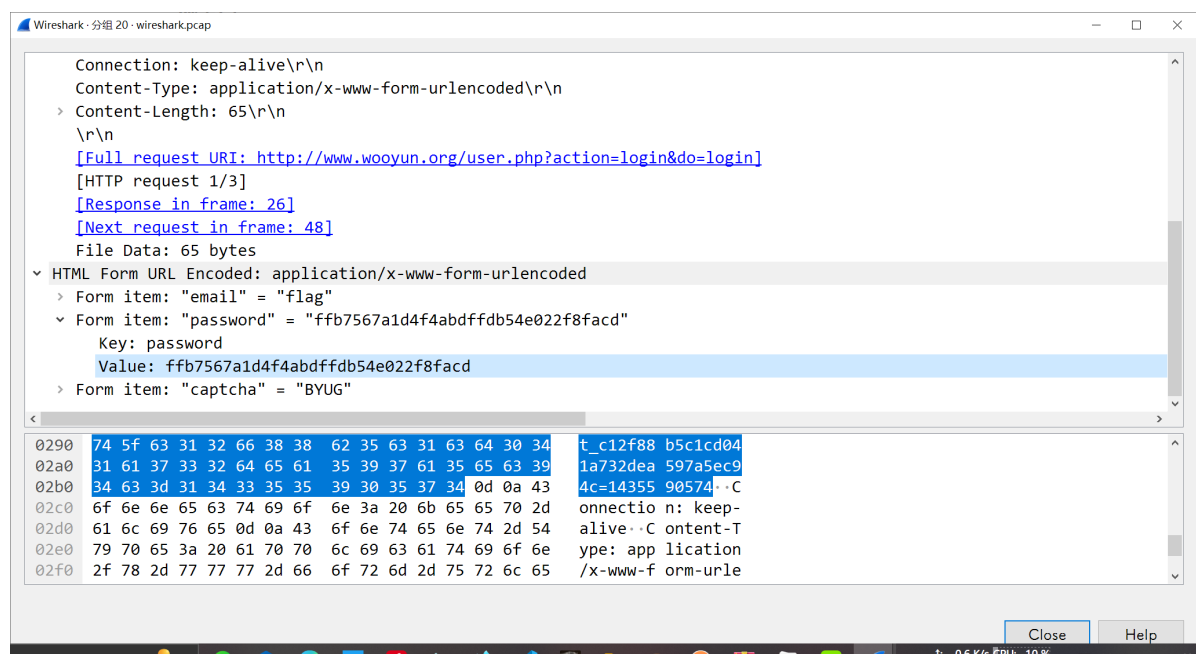 Wireshark · 分组 20 · wireshark.pcap
Connection: keep-alive\r\n
Content-Type: application/x-www-form-urlencoded\r\n
Content-Length: 65\r\n
\r\n
[Full request URI: http://www.wooyun.org/user.php?action=login&do=login]
[HTTP request 1/3]
[Response in frame: 26]
[Next request in frame: 48]
File Data: 65 bytes
HTML Form URL Encoded: application/x-www-form-urlencoded
Form item: "email" = "flag"
Form item: "password" = "ffb7567a1d4f4abdffdb54e022f8facd"
Key: password
Value: ffb7567a1d4f4abdffdb54e022f8facd
Form item: "captcha" = "BYUG"
0290 74 5f 63 31 32 66 38 38 62 35 63 31 63 64 30 34 t_c12f88 b5c1cd04
02a0 31 61 37 33 32 64 65 61 35 39 37 61 35 65 63 39 1a732dea 597a5ec9
02b0 34 63 3d 31 34 33 35 35 39 30 35 37 34 0d 0a 43 4c=14355 90574··C
02c0 6f 6e 6e 65 63 74 69 6f 6e 3a 20 6b 65 65 70 2d onnectio n: keep-
02d0 61 6c 69 76 65 0d 0a 43 6f 6e 74 65 6e 74 2d 54 alive··C ontent-T
02e0 79 70 65 3a 20 61 70 70 6c 69 63 61 74 69 6f 6e ype: app lication
02f0 2f 78 2d 77 77 77 2d 66 6f 72 6d 2d 75 72 6c 65 /x-www-f orm-urle
Close Help